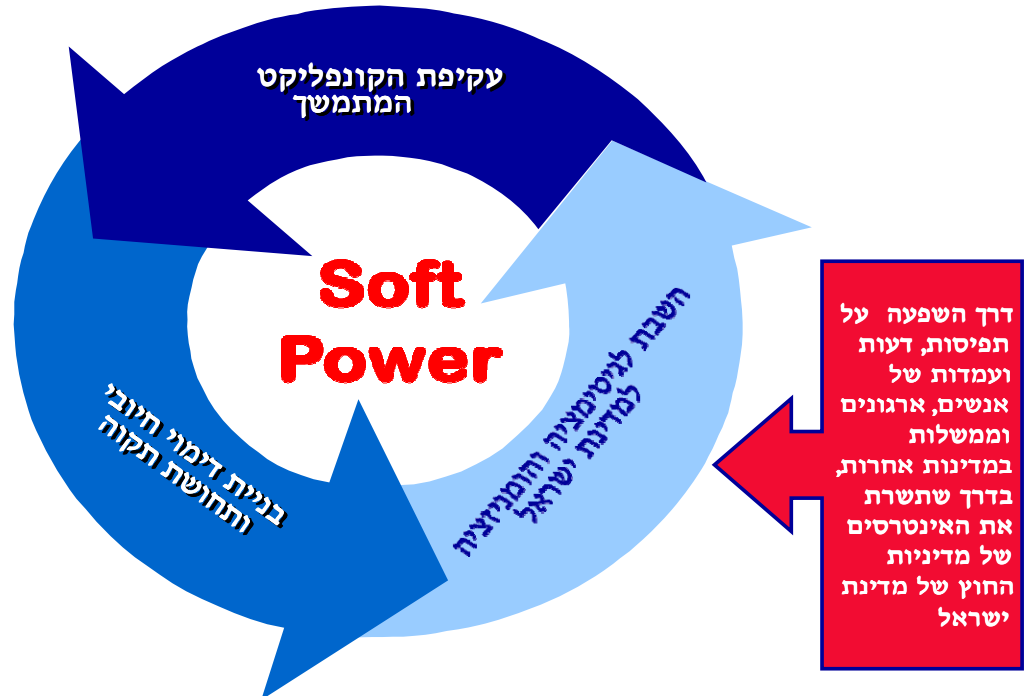 עקיפת הקונפליקט
המתמשך
Soft
Power
בניית דימוי חיובי
ותחושת תקוה
השבת לגיטימציה והומניזציה
למדינת ישראל
דרך השפעה על
תפיסות, דעות
ועמדות של
אנשים, ארגונים
וממשלות
במדינות אחרות,
בדרך שתשרת
את האינטרסים
של מדיניות
החוץ של מדינת
ישראל